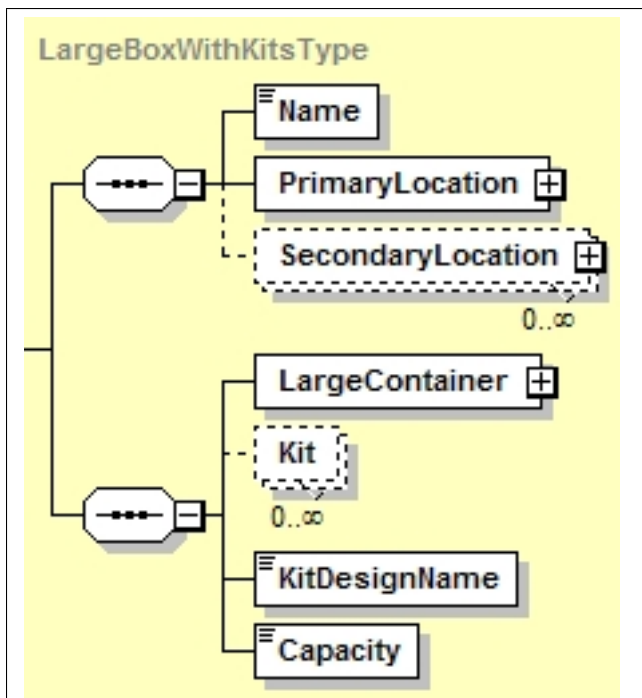 LargeBoxWithKitsType
Name
PrimaryLocation
SecondaryLocation
0..∞
LargeContainer
Kit
0..∞
KitDesignName
Capacity